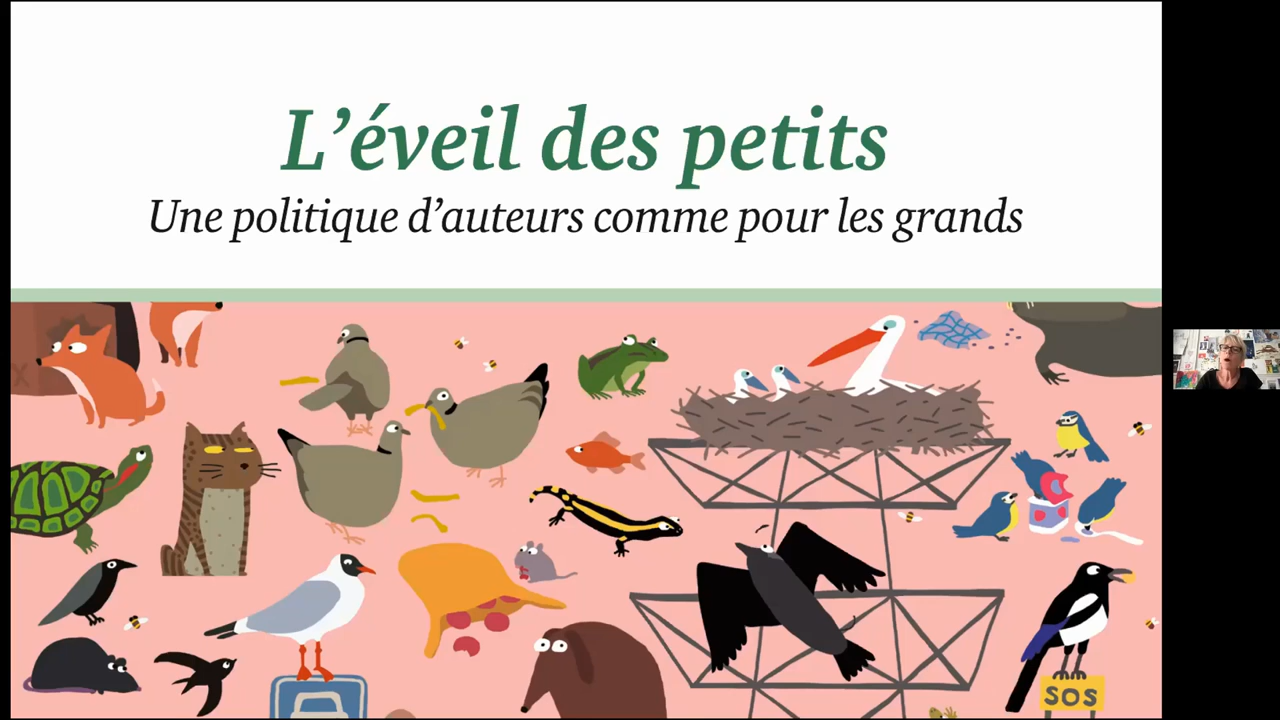 L’éveil des petits
Une politique d’auteurs comme pour les grands
SOS